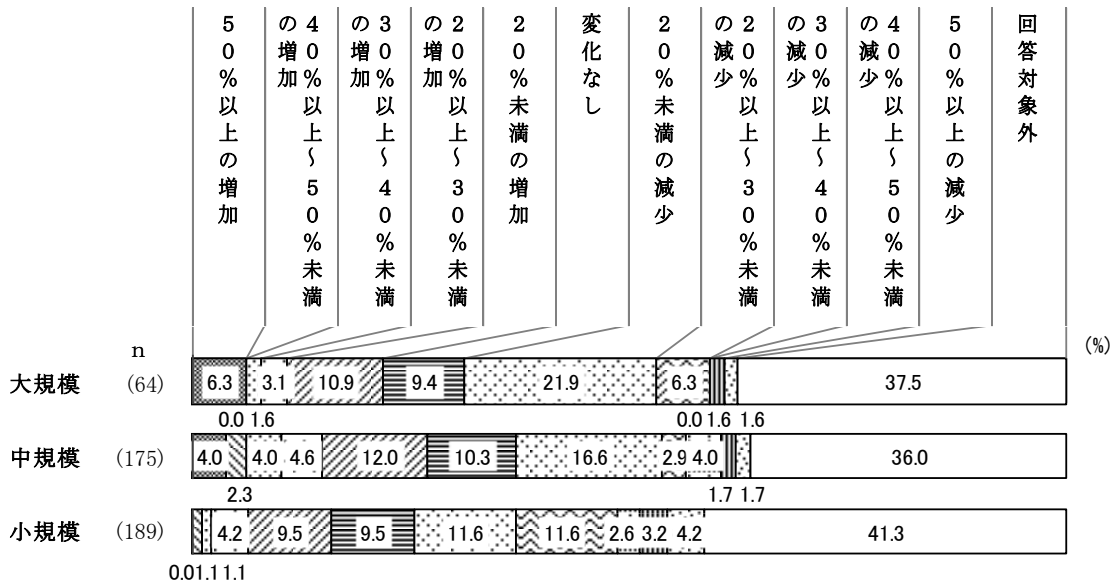 50%以上の増加
40%以上～50%未満の増加
30%以上～40%未満の増加
20%以上～30%未満の増加
20%未満の増加
変化なし
20%未満の減少
20%以上～30%未満の減少
30%以上～40%未満の減少
40%以上～50%未満の減少
50%以上の減少
回答対象外
n
(%)
大規模 (64) 6.3 3.1 10.9 9.4 21.9 6.3 37.5
0.0 1.6 0.0 1.6 1.6
中規模 (175) 4.0 4.0 4.6 12.0 10.3 16.6 2.9 4.0 36.0
2.3 1.7 1.7
小規模 (189) 4.2 9.5 9.5 11.6 11.6 2.6 3.2 4.2 41.3
0.0 1.1 1.1